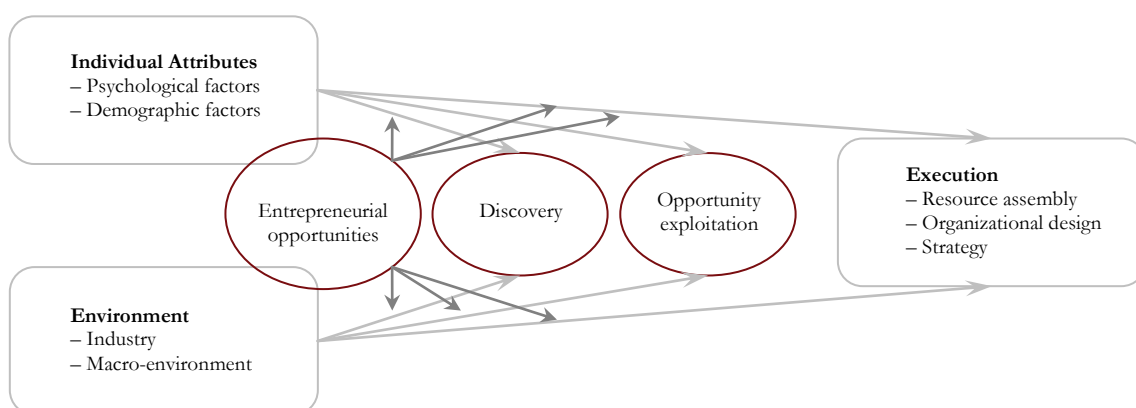 Individual Attributes
– Psychological factors
– Demographic factors
Entrepreneurial
opportunities
Discovery
Opportunity
exploitation
Execution
– Resource assembly
– Organizational design
– Strategy
Environment
– Industry
– Macro-environment